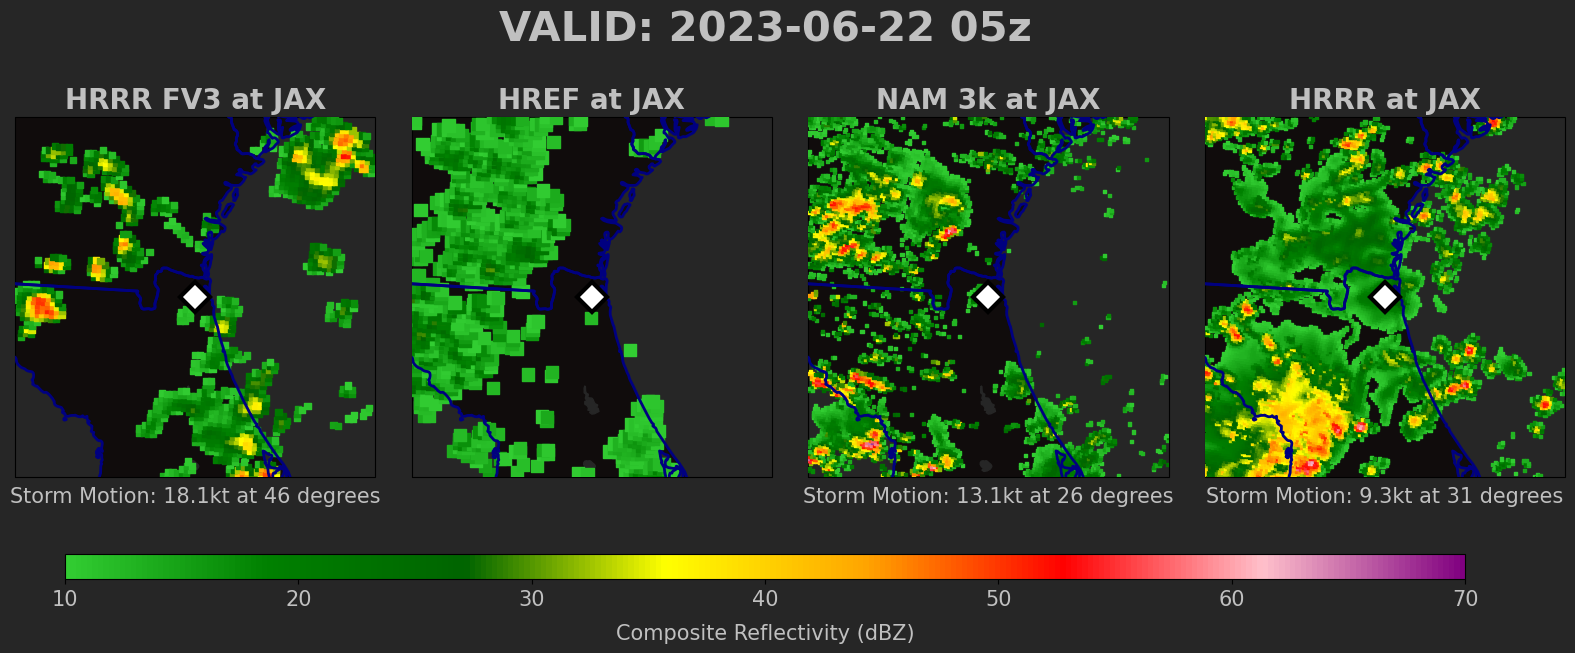 VALID: 2023-06-22 05z
HRRR FV3 at JAX
HREF at JAX
NAM 3k at JAX
HRRR at JAX
Storm Motion: 18.1kt at 46 degrees
Storm Motion: 13.1kt at 26 degrees
Storm Motion: 9.3kt at 31 degrees
10 20 30 40 50 60 70
Composite Reflectivity (dBZ)